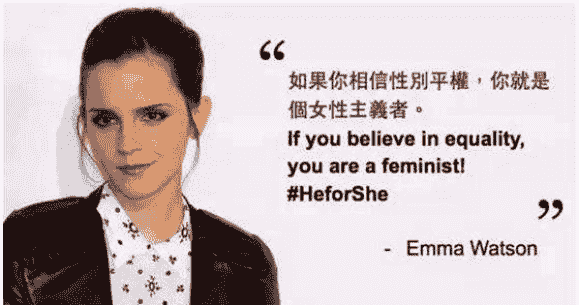 “
如果你相信性別平權，你就是
個女性主義者。
If you believe in equality,
you are a feminist!
#HeforShe
”
- Emma Watson